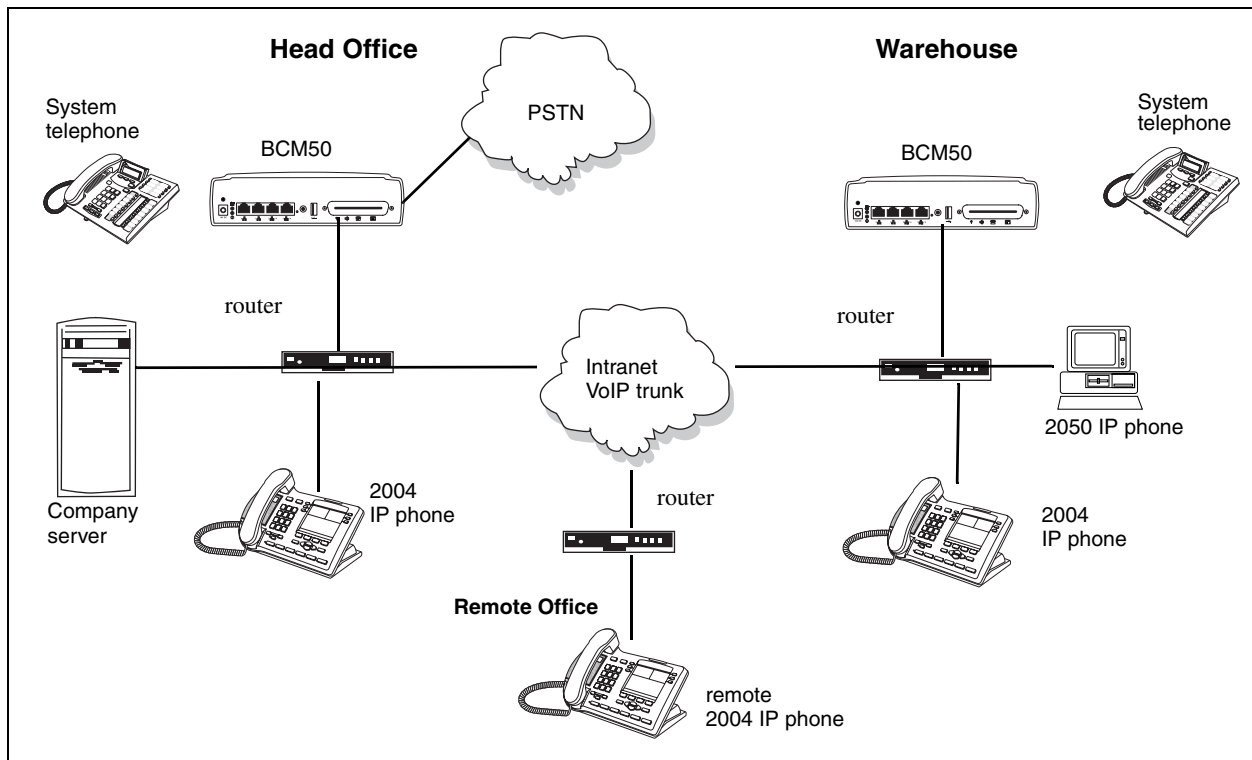 Head Office
Warehouse
System
telephone
BCM50
PSTN
BCM50
System
telephone
router
router
Intranet
VoIP trunk
2050 IP phone
Company
server
2004
IP phone
router
2004
IP phone
Remote Office
remote
2004 IP phone